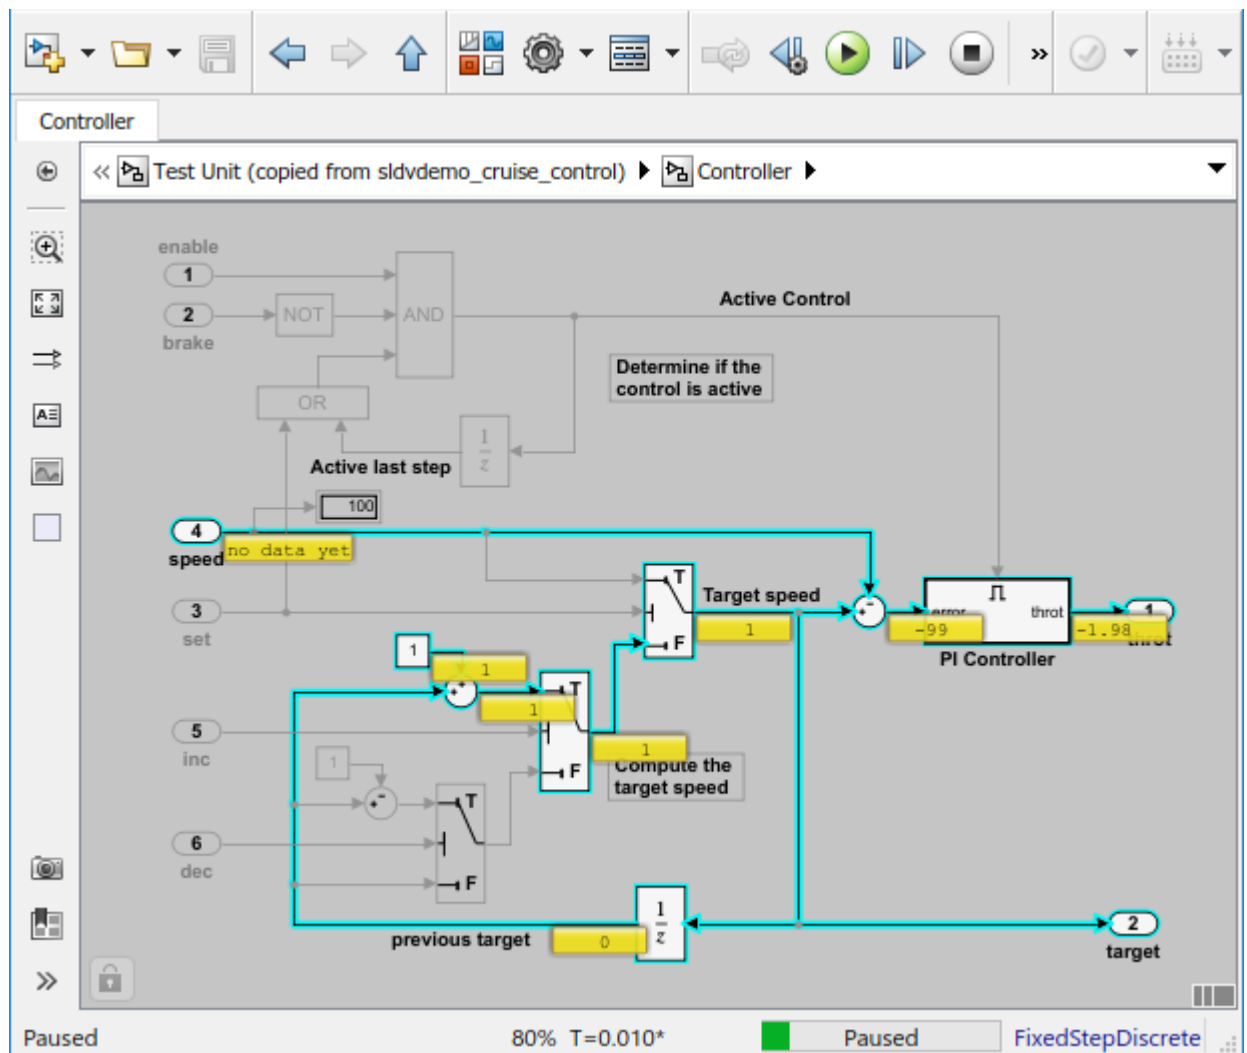 Controller
Test Unit (copied from sldvdemo_cruise_control)
Controller
enable
1
2
brake
NOT
AND
Active Control
Determine if the
control is active
OR
1
z
Active last step
100
4
speed
no data yet
3
set
T
F
Target speed
1
+
-
error
throt
-99
-1.98
1
throt
PI Controller
1
1
+
+
1
T
F
1
Compute the
target speed
5
inc
1
+
-
T
F
6
dec
previous target
0
1
z
2
target
Paused
80%
T=0.010*
Paused
FixedStepDiscrete